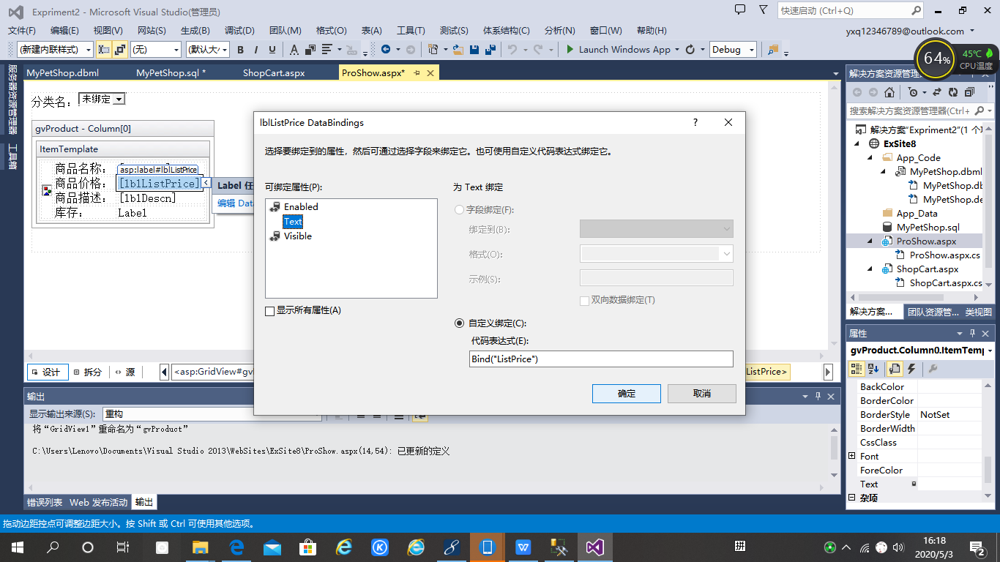 Expriment2 - Microsoft Visual Studio(管理员)
快速启动 (Ctrl+Q)
文件(F) 编辑(E) 视图(V) 网站(S) 生成(B) 调试(D) 团队(M) 格式(O) 表(A) 工具(T) 测试(S) 体系结构(C) 分析(N) 窗口(W) 帮助(H)
yxq12346789@outlook.com
(新建内联样式) (无) (默认大小 B I U A Launch Windows App Debug
64% 45℃
CPU温度
服务器资源管理器
工具箱
MyPetShop.dbml MyPetShop.sql * ShopCart.aspx ProShow.aspx*
分类名： 未绑定
gvProduct - Column[0]
ItemTemplate
商品名称：
asp:label#lblListPrice
商品价格： [lblListPrice]
商品描述： [lblDescn]
库存： Label
Label 任
编辑 Data
lblListPrice DataBindings
?
选择要绑定到的属性，然后可通过选择字段来绑定它。也可使用自定义代码表达式绑定它。
可绑定属性(P):
Enabled
Text
Visible
显示所有属性(A)
为 Text 绑定
字段绑定(F):
绑定到(B):
格式(O):
示例(S):
双向数据绑定(T)
自定义绑定(C):
代码表达式(E):
Bind("ListPrice")
确定 取消
设计 拆分 源 <asp:GridView#gv ListPrice>
输出
显示输出来源(S): 重构
将“GridView1”重命名为“gvProduct”
C:\Users\Lenovo\Documents\Visual Studio 2013\WebSites\ExSite8\ProShow.aspx(14,54): 已更新的定义
错误列表 Web 发布活动 输出
解决方案资源管理
搜索解决方案资源管理器(Ctrl+
解决方案“Expriment2”(1 个项
ExSite8
App_Code
MyPetShop.dbml
MyPetShop.db
MyPetShop.de
App_Data
MyPetShop.sql
ProShow.aspx
ProShow.aspx.cs
ShopCart.aspx
ShopCart.aspx.cs
解决方案... 团队资源管... 类视图
属性
gvProduct.Column0.ItemTemp
BackColor
BorderColor
BorderStyle NotSet
BorderWidth
CssClass
Font
ForeColor
Text
杂项
拖动边距控点可调整边距大小。按 Shift 或 Ctrl 可使用其他选项。
拼
16:18
2020/5/3
2